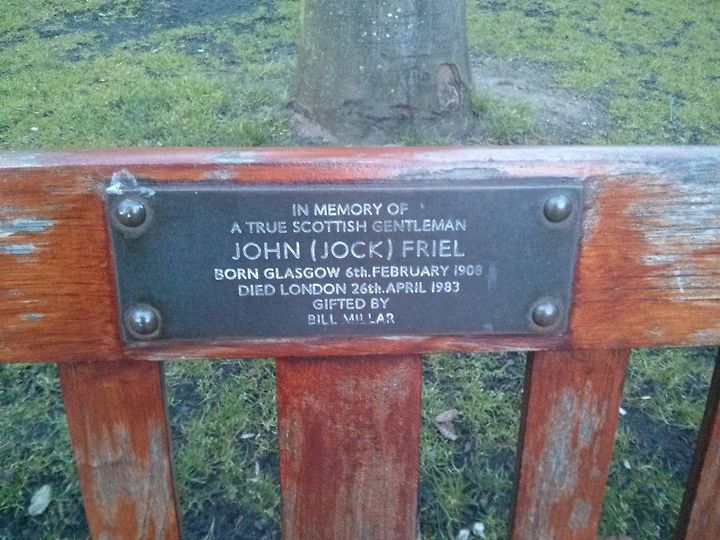 IN MEMORY OF
A TRUE SCOTTISH GENTLEMAN
JOHN (JOCK) FRIEL
BORN GLASGOW 6th.FEBRUARY 1908
DIED LONDON 26th.APRIL 1983
GIFTED BY
BILL MILLAR